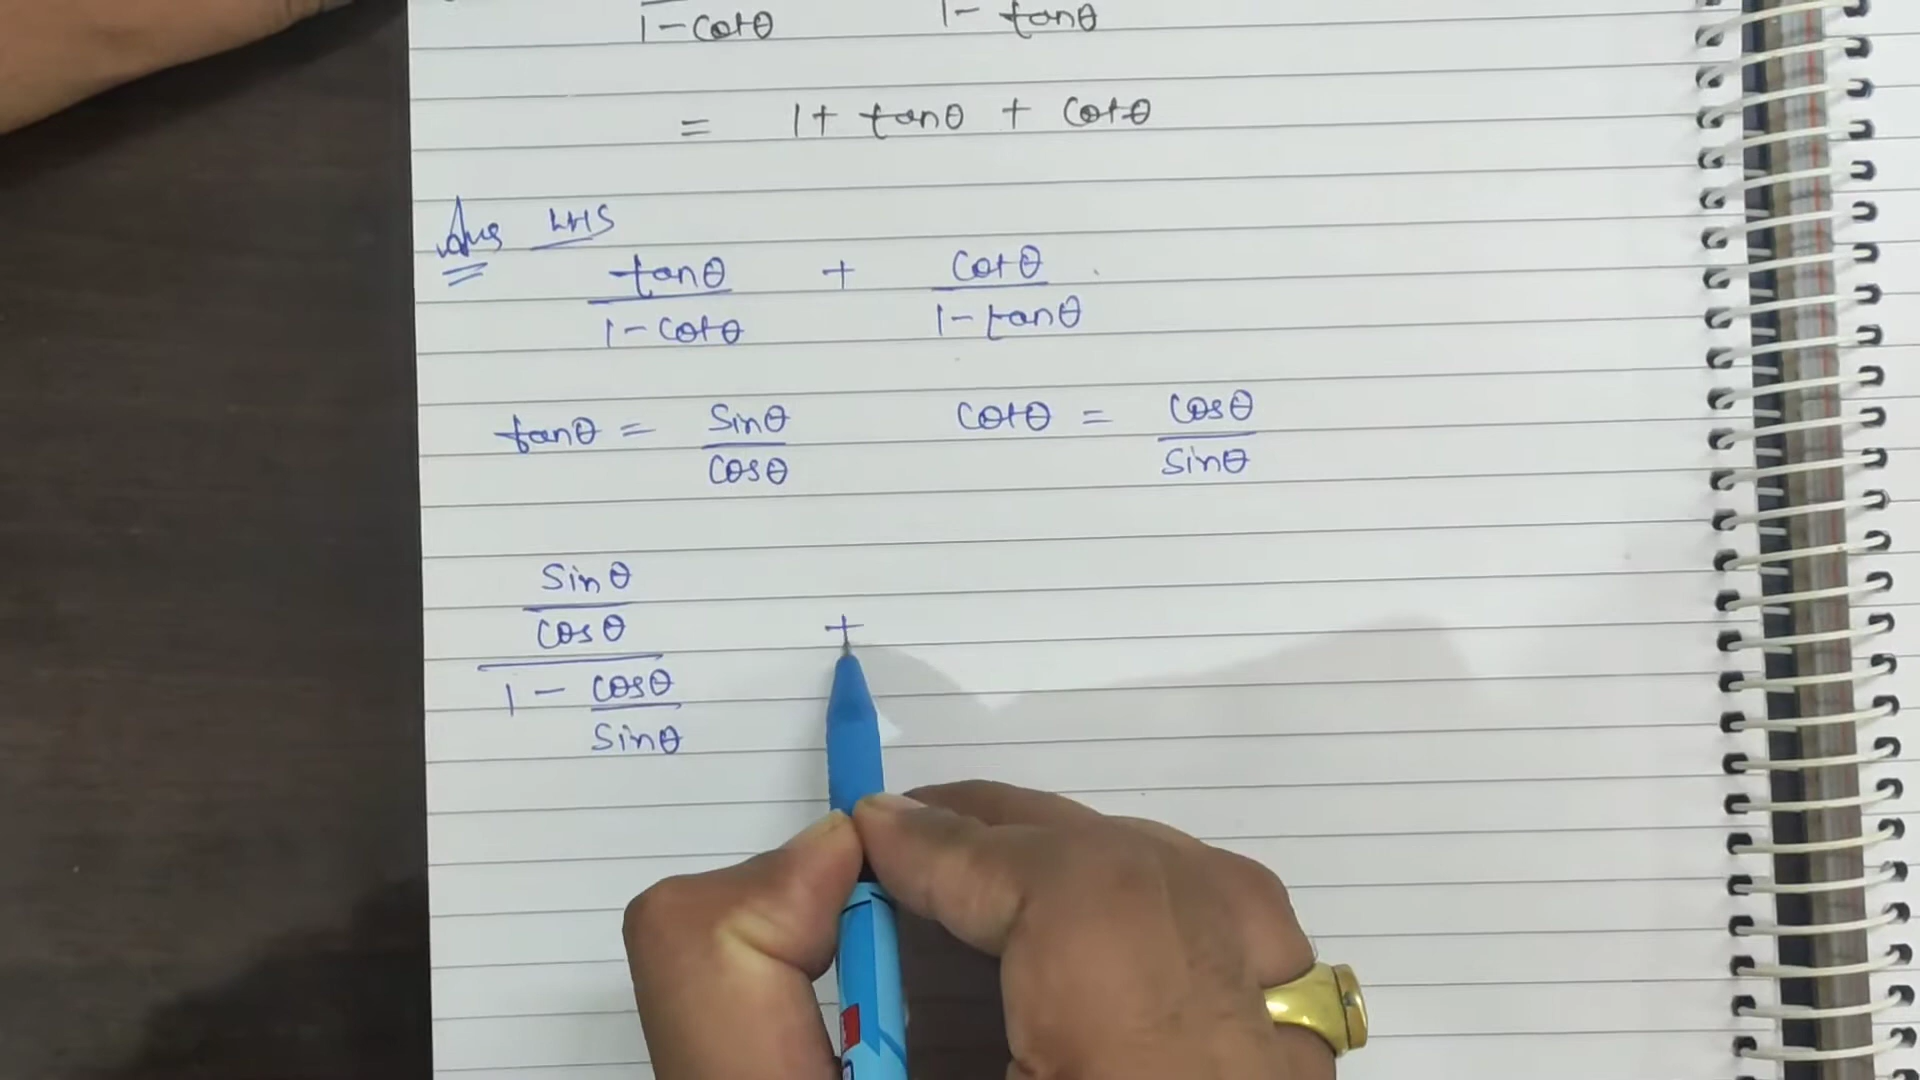 1 - cotθ 1 - tanθ
= 1 + tanθ + cotθ
Ans LHS
tanθ + cotθ
1 - cotθ 1 - tanθ
tanθ = sinθ cotθ = cosθ
cosθ sinθ
sinθ
cosθ +
1 - cosθ
sinθ